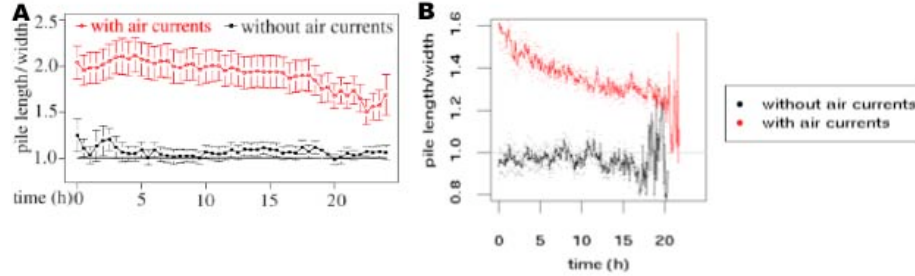 A
with air currents
without air currents
pile length/width
2.5
2.0
1.5
1.0
time (h)
0
5
10
15
20
B
pile length/width
1.6
1.4
1.2
1.0
0.8
0
5
10
15
20
time (h)
without air currents
with air currents